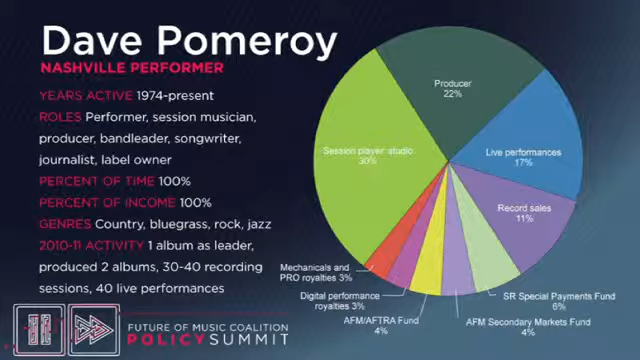 Dave Pomeroy
NASHVILLE PERFORMER
YEARS ACTIVE 1974-present
ROLES Performer, session musician,
producer, bandleader, songwriter,
journalist, label owner
PERCENT OF TIME 100%
PERCENT OF INCOME 100%
GENRES Country, bluegrass, rock, jazz
2010-11 ACTIVITY 1 album as leader,
produced 2 albums, 30-40 recording
sessions, 40 live performances
Producer
22%
Live performances
17%
Record sales
11%
SR Special Payments Fund
6%
AFM Secondary Markets Fund
4%
AFM/AFTRA Fund
4%
Digital performance
royalties 3%
Mechanicals and
PRO royalties 3%
Session player: studio
30%
FUTURE OF MUSIC COALITION
POLICY SUMMIT